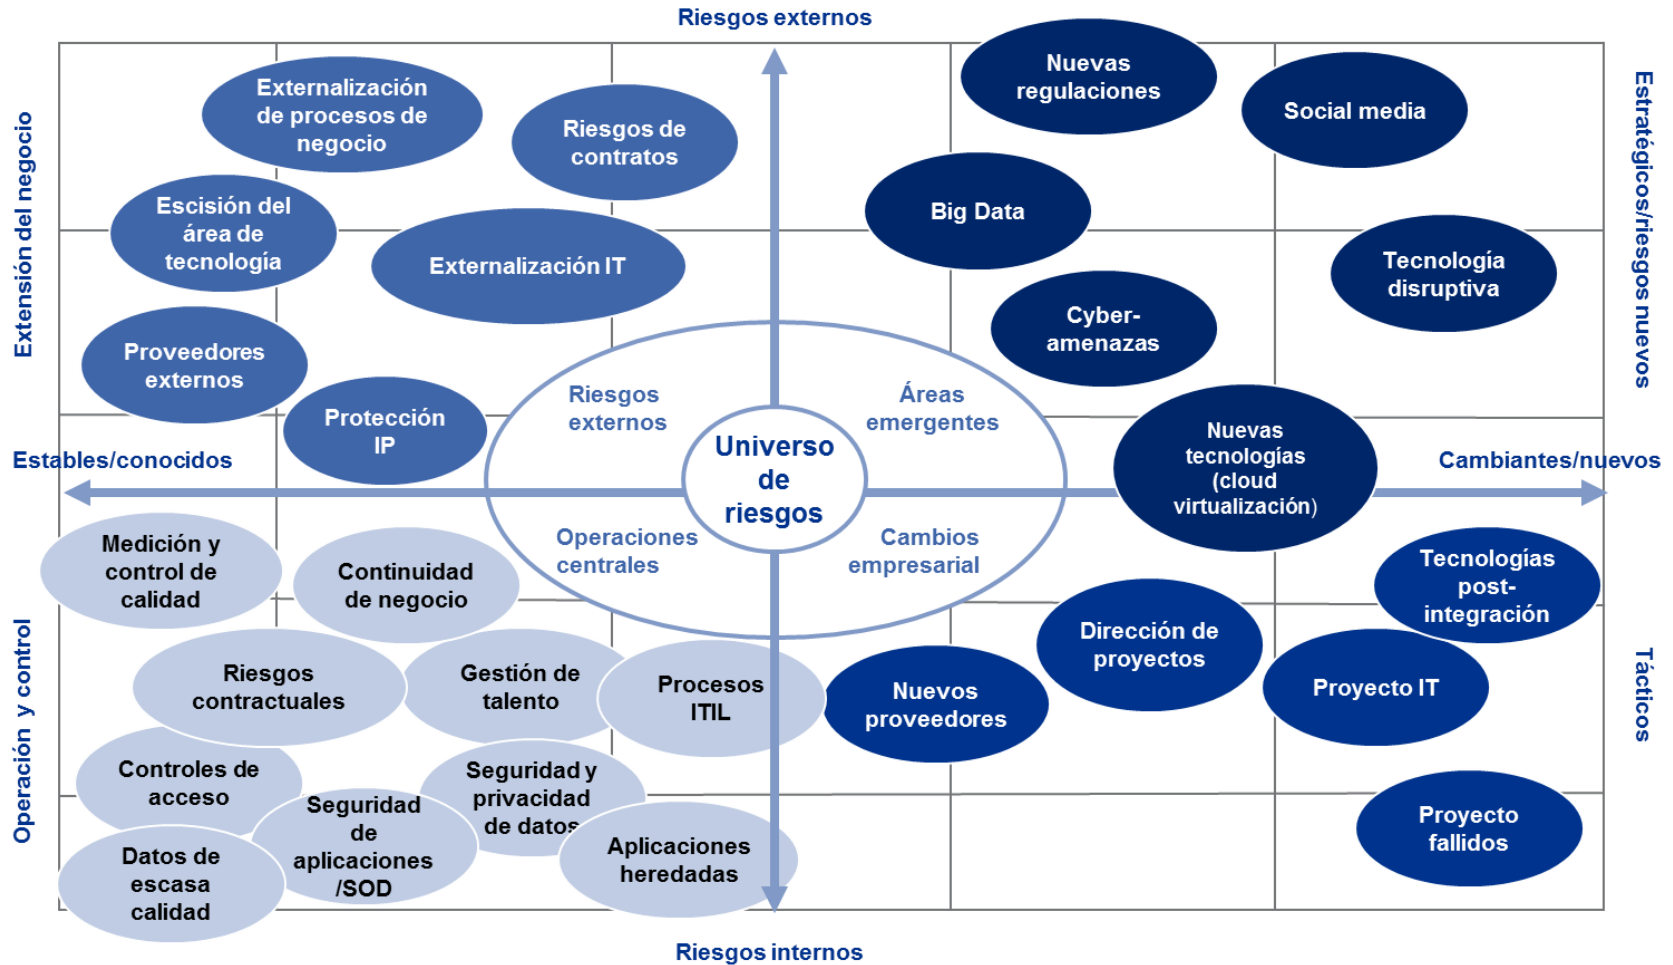 Riesgos externos
Extensión del negocio
Externalización
de procesos de
negocio
Riesgos de
contratos
Escisión del
área de
tecnología
Externalización IT
Proveedores
externos
Protección
IP
Nuevas
regulaciones
Social media
Big Data
Tecnología
disruptiva
Cyber-
amenazas
Nuevas
tecnologías
(cloud
virtualización)
Estratégicos/riesgos nuevos
Estables/conocidos
Cambiantes/nuevos
Riesgos
externos
Áreas
emergentes
Universo
de
riesgos
Operaciones
centrales
Cambios
empresarial
Operación y control
Medición y
control de
calidad
Continuidad
de negocio
Riesgos
contractuales
Gestión de
talento
Procesos
ITIL
Controles de
acceso
Seguridad
de
aplicaciones
/SOD
Seguridad y
privacidad
de datos
Datos de
escasa
calidad
Aplicaciones
heredadas
Tecnologías
post-
integración
Dirección de
proyectos
Nuevos
proveedores
Proyecto IT
Proyecto
fallidos
Tácticos
Riesgos internos